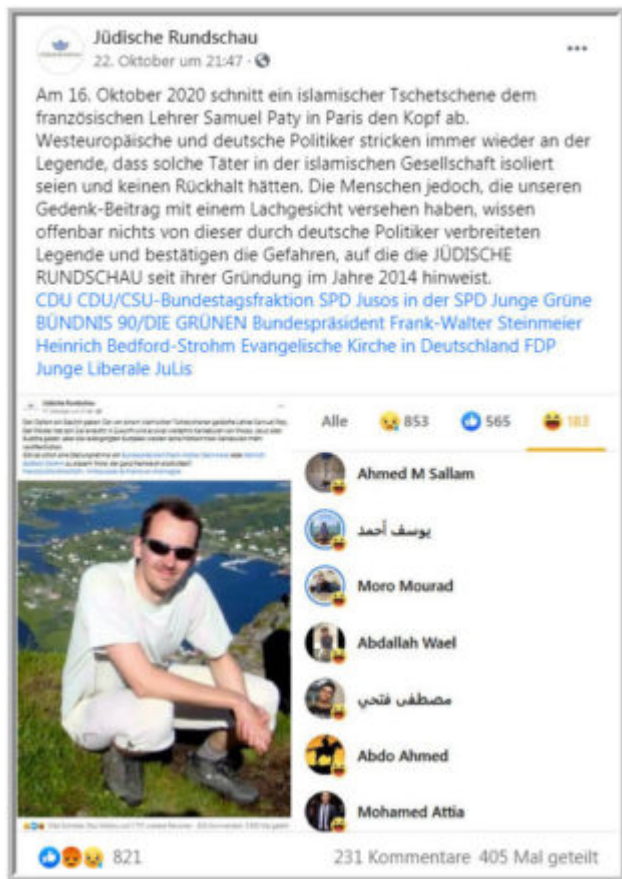 Jüdische Rundschau
22. Oktober um 21:47 ·
Am 16. Oktober 2020 schnitt ein islamischer Tschetschene dem
französischen Lehrer Samuel Paty in Paris den Kopf ab.
Westeuropäische und deutsche Politiker stricken immer wieder an der
Legende, dass solche Täter in der islamischen Gesellschaft isoliert
seien und keinen Rückhalt hätten. Die Menschen jedoch, die unseren
Gedenk-Beitrag mit einem Lachgesicht versehen haben, wissen
offenbar nichts von dieser durch deutsche Politiker verbreiteten
Legende und bestätigen die Gefahren, auf die die JÜDISCHE
RUNDSCHAU seit ihrer Gründung im Jahre 2014 hinweist.
CDU CDU/CSU-Bundestagsfraktion SPD Jusos in der SPD Junge Grüne
BÜNDNIS 90/DIE GRÜNEN Bundespräsident Frank-Walter Steinmeier
Heinrich Bedford-Strohm Evangelische Kirche in Deutschland FDP
Junge Liberale JuLis
Jüdische Rundschau
Alle 853 565 183
Ahmed M Sallam
يوسف أحمد
Moro Mourad
Abdallah Wael
مصطفى فتحي
Abdo Ahmed
Mohamed Attia
821
231 Kommentare 405 Mal geteilt